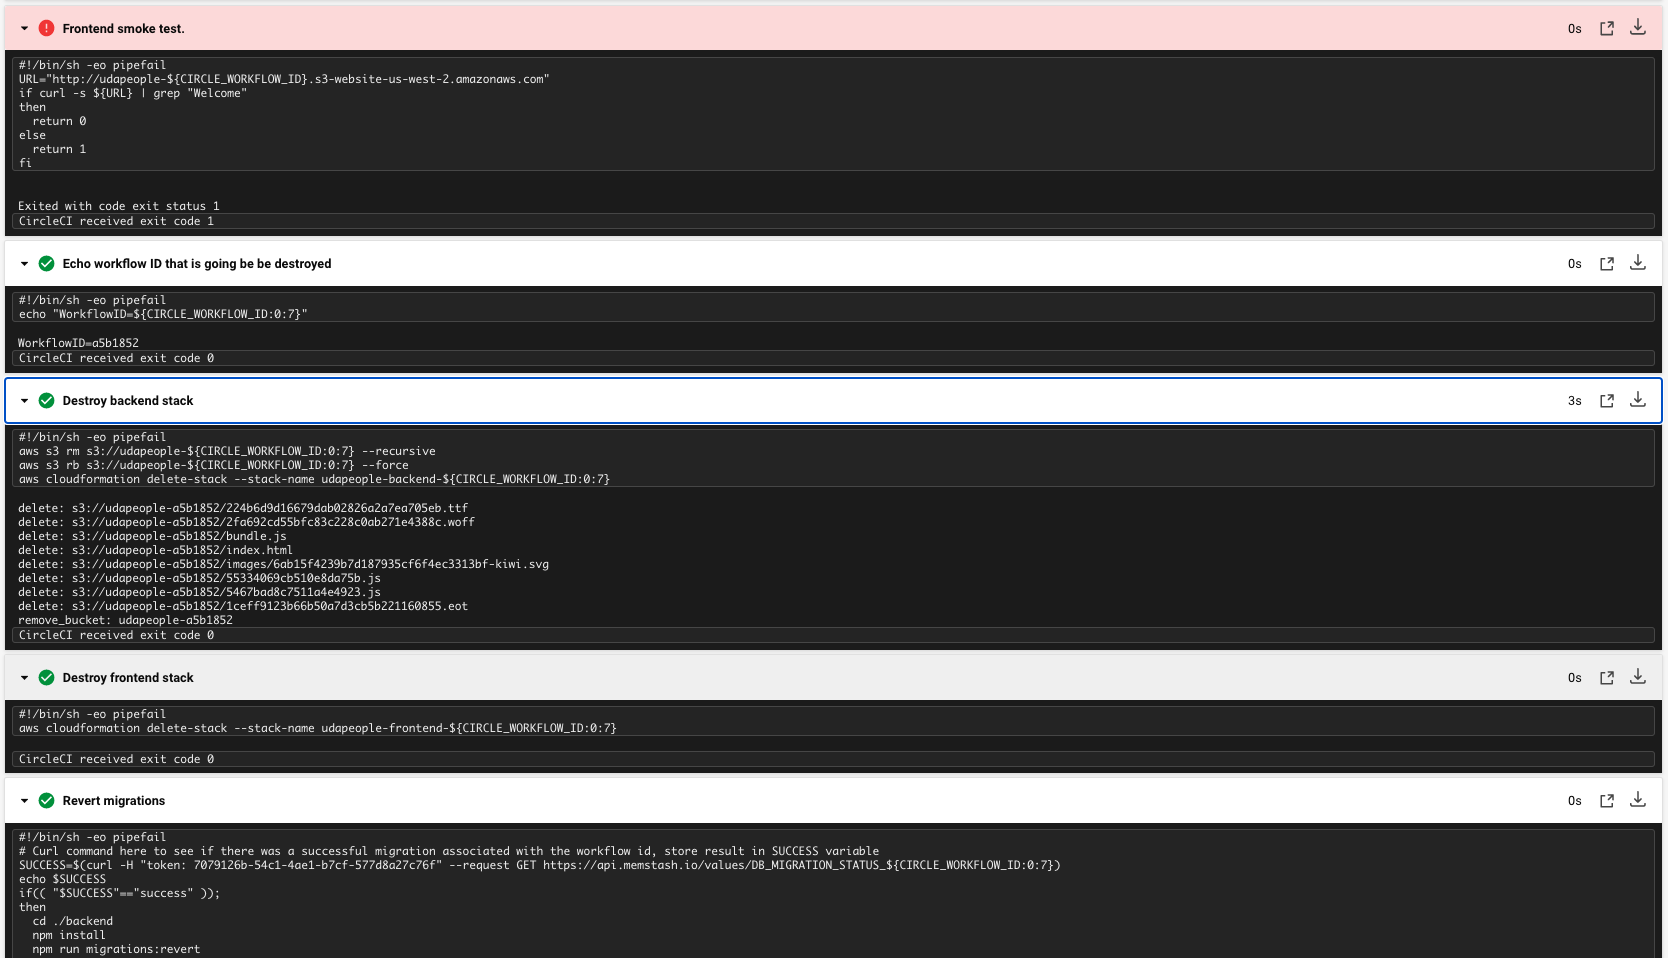 Frontend smoke test.
0s
#!/bin/sh -eo pipefail
URL="http://udapeople-${CIRCLE_WORKFLOW_ID}.s3-website-us-west-2.amazonaws.com"
if curl -s ${URL} | grep "Welcome"
then
  return 0
else
  return 1
fi
Exited with code exit status 1
CircleCI received exit code 1
Echo workflow ID that is going be be destroyed
0s
#!/bin/sh -eo pipefail
echo "WorkflowID=${CIRCLE_WORKFLOW_ID:0:7}"
WorkflowID=a5b1852
CircleCI received exit code 0
Destroy backend stack
3s
#!/bin/sh -eo pipefail
aws s3 rm s3://udapeople-${CIRCLE_WORKFLOW_ID:0:7} --recursive
aws s3 rb s3://udapeople-${CIRCLE_WORKFLOW_ID:0:7} --force
aws cloudformation delete-stack --stack-name udapeople-backend-${CIRCLE_WORKFLOW_ID:0:7}
delete: s3://udapeople-a5b1852/224b6d9d16679dab02826a2a7ea705eb.ttf
delete: s3://udapeople-a5b1852/2fa692cd55bfc83c228c0ab271e4388c.woff
delete: s3://udapeople-a5b1852/bundle.js
delete: s3://udapeople-a5b1852/index.html
delete: s3://udapeople-a5b1852/images/6ab15f4239b7d187935cf6f4ec3313bf-kiwi.svg
delete: s3://udapeople-a5b1852/55334069cb510e8da75b.js
delete: s3://udapeople-a5b1852/5467bad8c7511a4e4923.js
delete: s3://udapeople-a5b1852/1ceff9123b66b50a7d3cb5b221160855.eot
remove_bucket: udapeople-a5b1852
CircleCI received exit code 0
Destroy frontend stack
0s
#!/bin/sh -eo pipefail
aws cloudformation delete-stack --stack-name udapeople-frontend-${CIRCLE_WORKFLOW_ID:0:7}
CircleCI received exit code 0
Revert migrations
0s
#!/bin/sh -eo pipefail
# Curl command here to see if there was a successful migration associated with the workflow id, store result in SUCCESS variable
SUCCESS=$(curl -H "token: 7079126b-54c1-4ae1-b7cf-577d8a27c76f" --request GET https://api.memstash.io/values/DB_MIGRATION_STATUS_${CIRCLE_WORKFLOW_ID:0:7})
echo $SUCCESS
if(( "$SUCCESS"=="success" ));
then
  cd ./backend
  npm install
  npm run migrations:revert